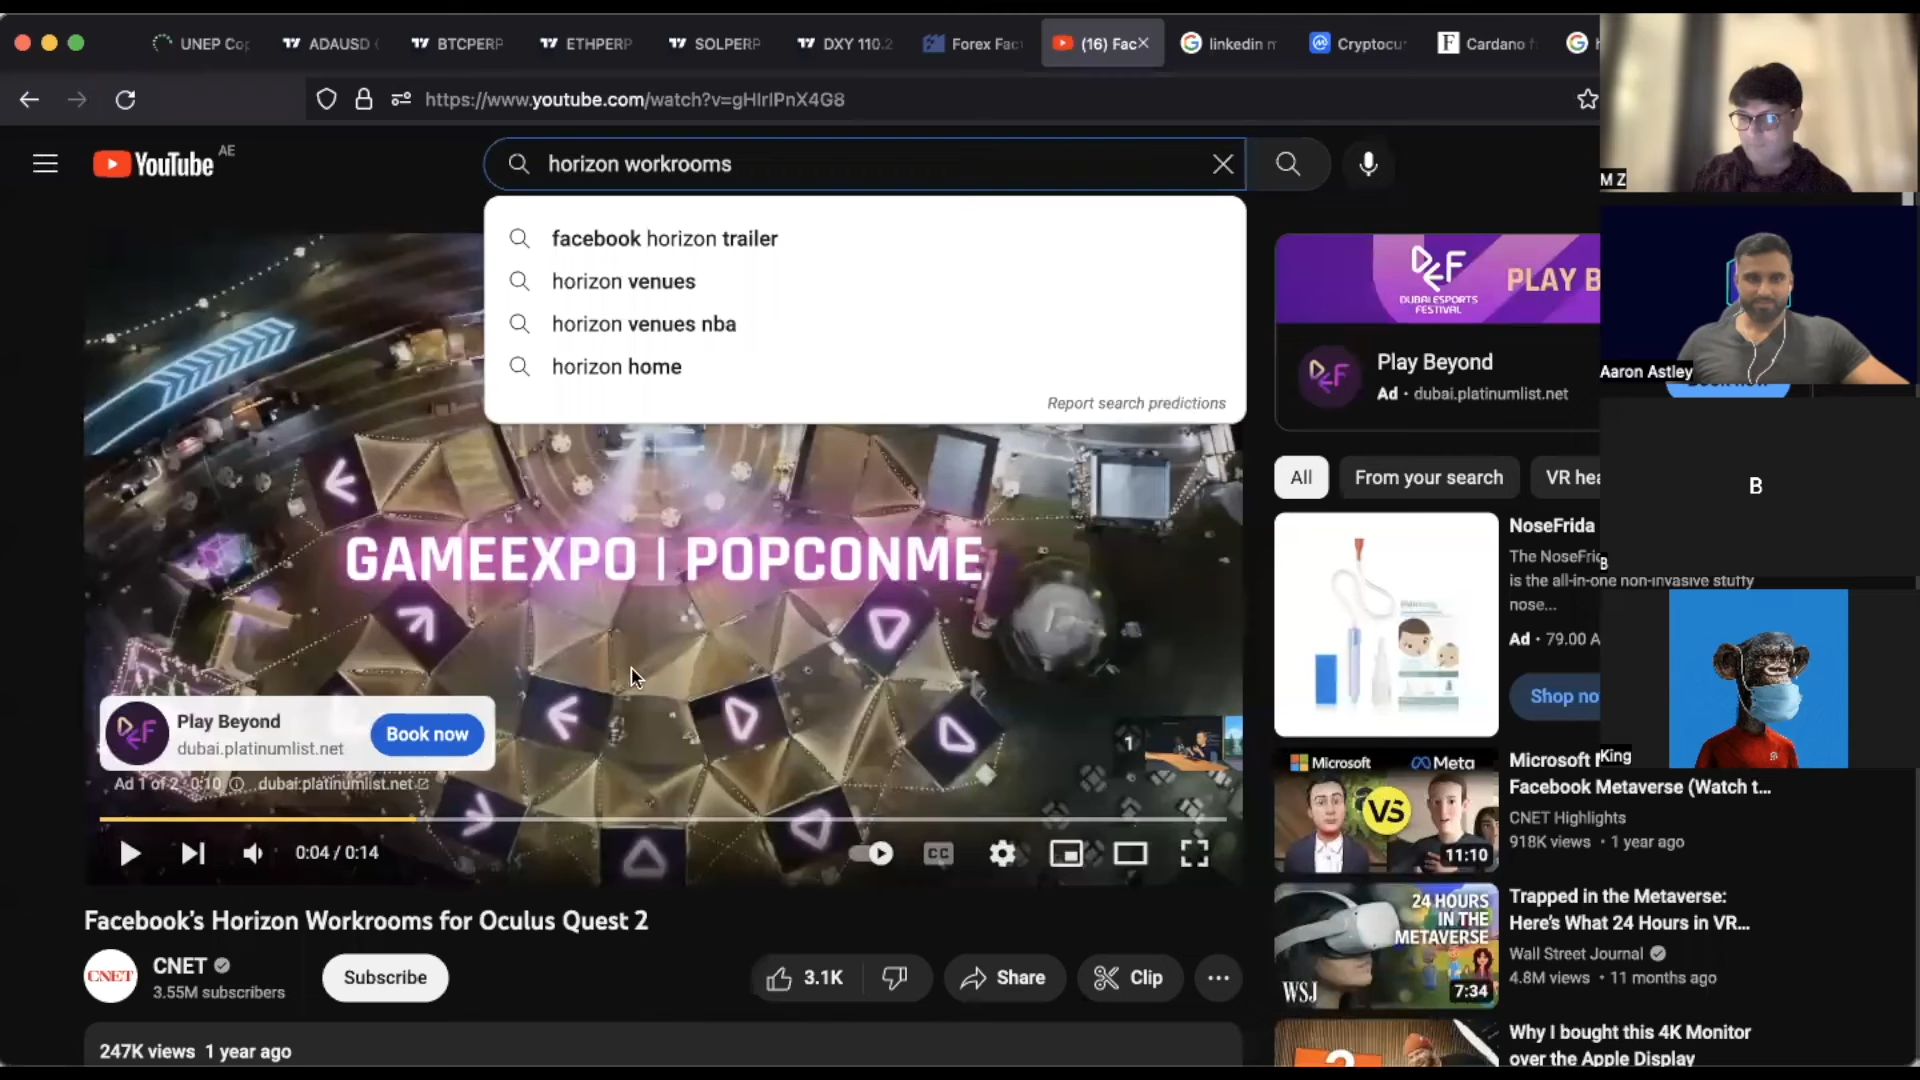 UNEP Cop
ADAUSD (
BTCPERP
ETHPERP
SOLPERP
DXY 110.2
Forex Fac
(16) Fac
linkedin m
Cryptocu
Cardano f
https://www.youtube.com/watch?v=gHIrIPnX4G8
YouTube AE
horizon workrooms
facebook horizon trailer
horizon venues
horizon venues nba
horizon home
Report search predictions
GAMEEXPO | POPCONME
Play Beyond
dubai.platinumlist.net
Book now
Ad 1 of 2 · 0:10 dubai.platinumlist.net
1
0:04 / 0:14
CC
Facebook's Horizon Workrooms for Oculus Quest 2
CNET
CNET
3.55M subscribers
Subscribe
3.1K
Share
Clip
247K views 1 year ago
DEF
DUBAI ESPORTS
FESTIVAL
PLAY B
DEF
Play Beyond
Ad · dubai.platinumlist.net
All
From your search
VR hea
NoseFrida
The NoseFric
is the all-in-one non-invasive stuffy
nose...
Ad · 79.00 A
Shop no
Microsoft
Meta
VS
11:10
Microsoft
Facebook Metaverse (Watch t...
CNET Highlights
918K views · 1 year ago
24 HOURS
IN THE
METAVERSE
WSJ
7:34
Trapped in the Metaverse:
Here's What 24 Hours in VR...
Wall Street Journal
4.8M views · 11 months ago
Why I bought this 4K Monitor
over the Apple Display
M Z
Aaron Astley
B
B
King